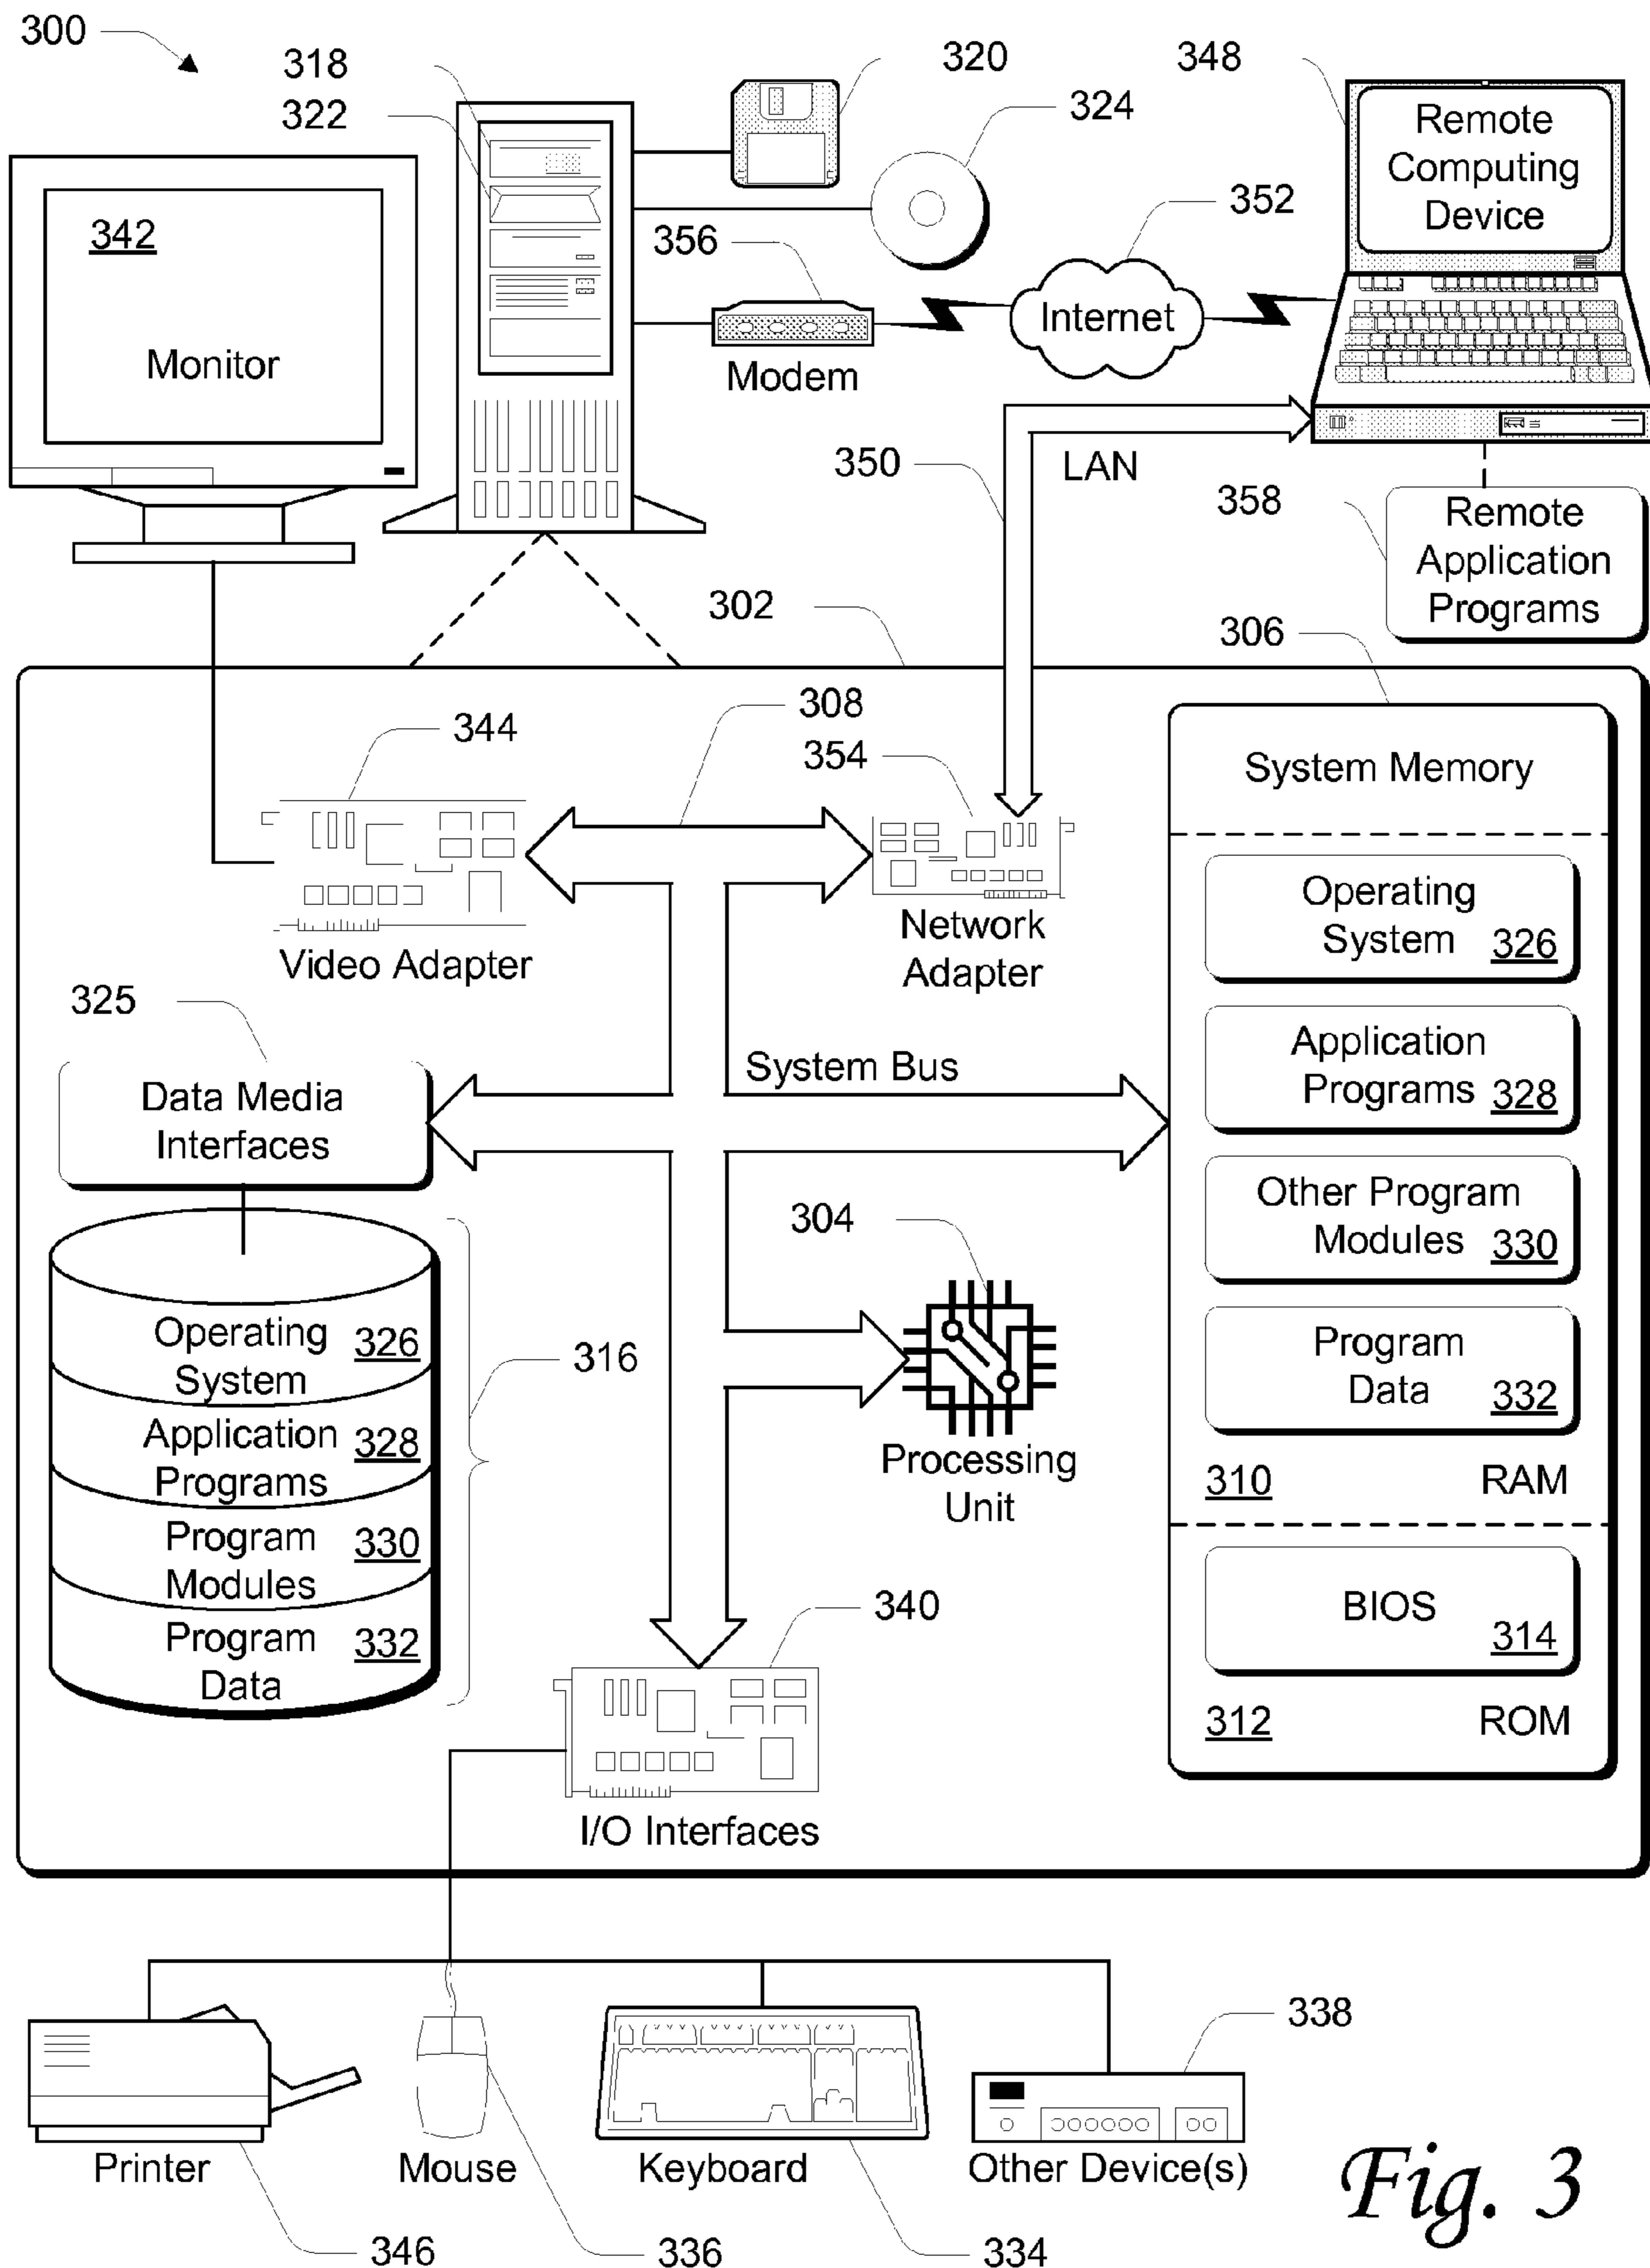 300
318
322
320
324
348
Remote
Computing
Device
342
Monitor
356
Modem
352
Internet
350
LAN
358
Remote
Application
Programs
302
306
308
344
354
Video Adapter
Network
Adapter
System Memory
Operating
System 326
Application
Programs 328
Other Program
Modules 330
Program
Data 332
310 RAM
BIOS
314
312 ROM
325
Data Media
Interfaces
System Bus
304
Processing
Unit
Operating
System 326
Application
Programs 328
Program
Modules 330
Program
Data 332
316
340
I/O Interfaces
338
Printer
Mouse
Keyboard
Other Device(s)
346
336
334
Fig. 3